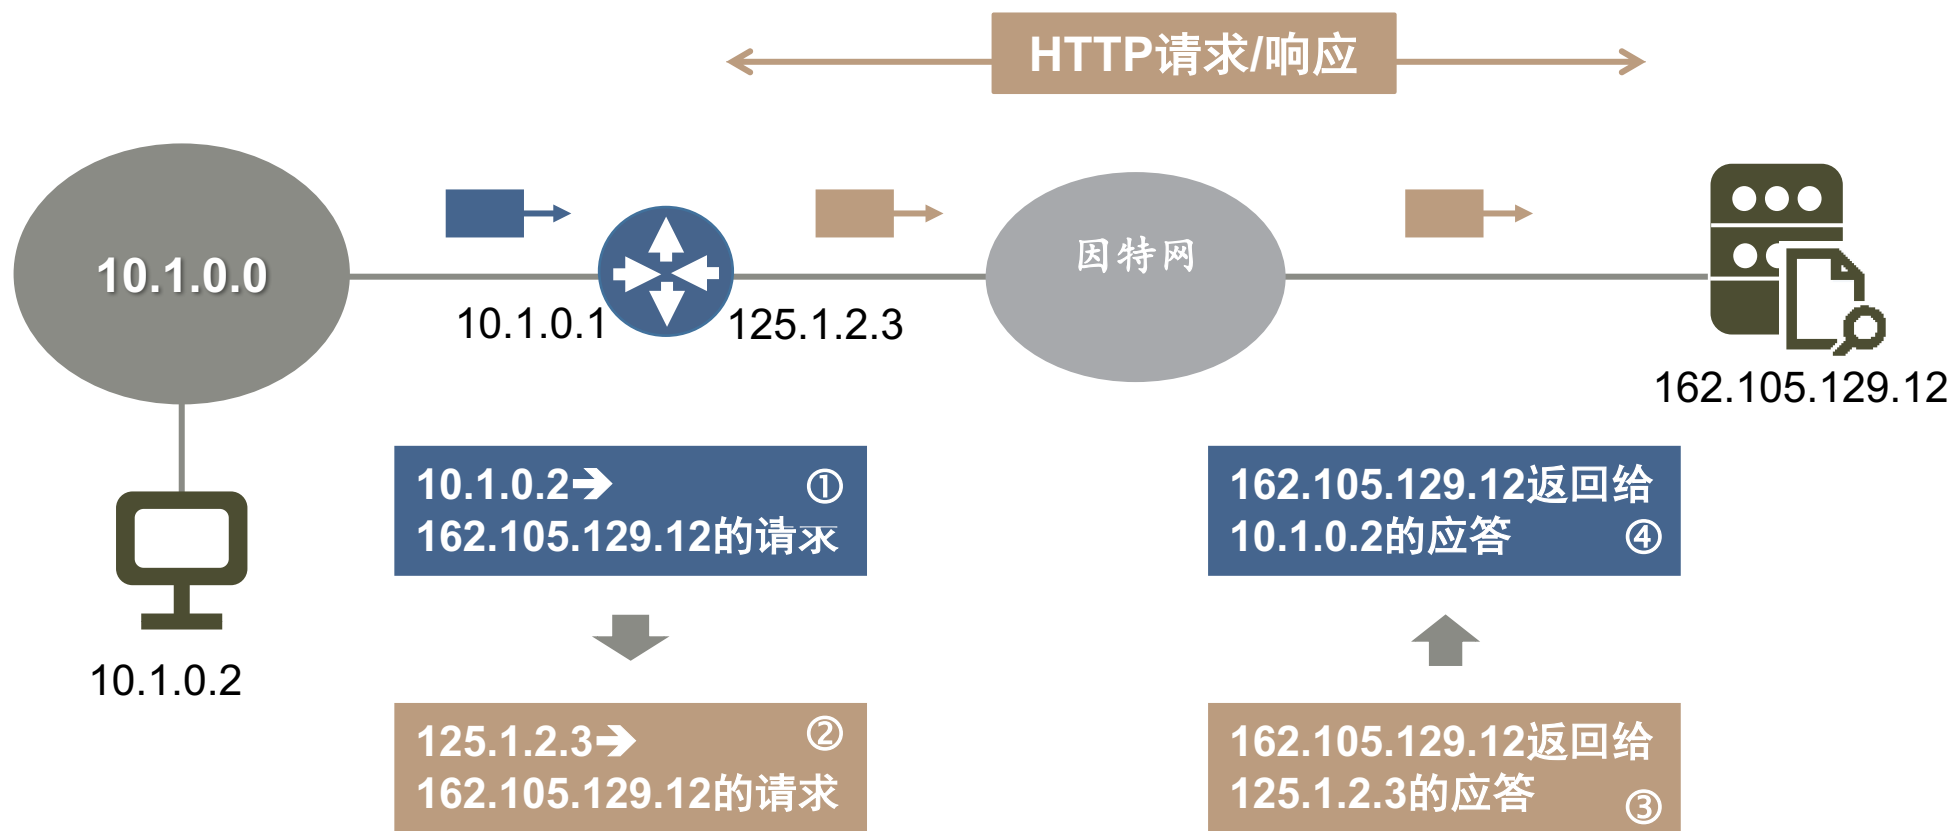 HTTP请求/响应
10.1.0.0
因特网
10.1.0.1
125.1.2.3
162.105.129.12
10.1.0.2
10.1.0.2➔ ①
162.105.129.12的请求
125.1.2.3➔ ②
162.105.129.12的请求
162.105.129.12返回给
10.1.0.2的应答 ④
162.105.129.12返回给
125.1.2.3的应答 ③